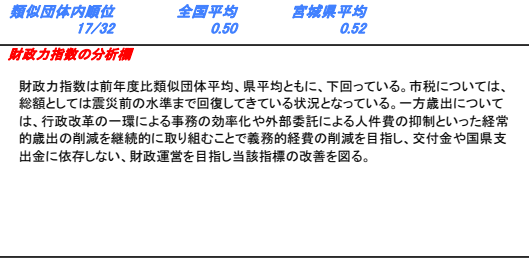 類似団体内順位 全国平均 宮城県平均
17/32 0.50 0.52
財政力指数の分析欄
財政力指数は前年度比類似団体平均、県平均ともに、下回っている。市税については、
総額としては震災前の水準まで回復してきている状況となっている。一方歳出について
は、行政改革の一環による事務の効率化や外部委託による人件費の抑制といった経常
的歳出の削減を継続的に取り組むことで義務的経費の削減を目指し、交付金や国県支
出金に依存しない、財政運営を目指し当該指標の改善を図る。